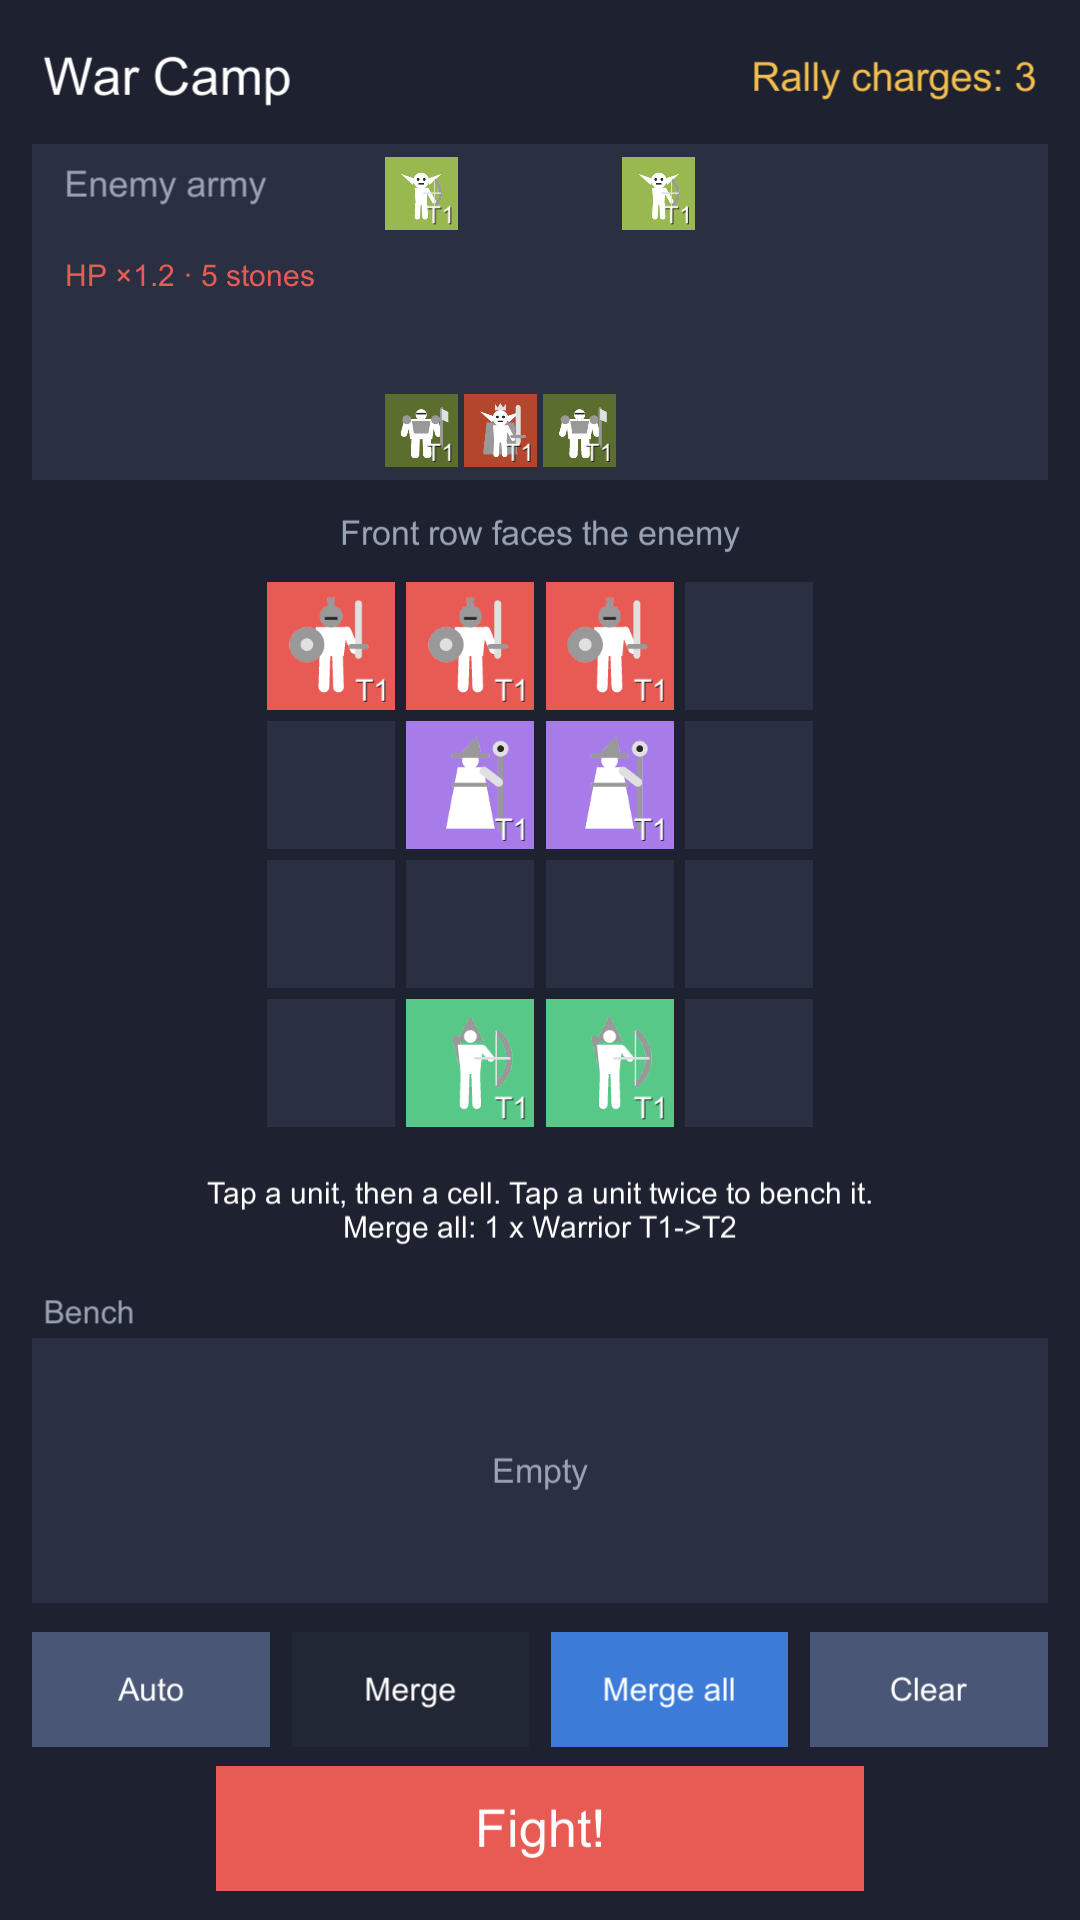 War Camp
Rally charges: 3
Enemy army
T1
T1
HP ×1.2 · 5 stones
T1
T1
T1
Front row faces the enemy
T1
T1
T1
T1
T1
T1
T1
Tap a unit, then a cell. Tap a unit twice to bench it.
Merge all: 1 x Warrior T1->T2
Bench
Empty
Auto
Merge
Merge all
Clear
Fight!